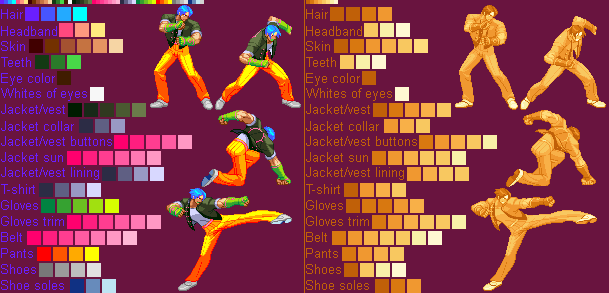 Hair
Headband
Skin
Teeth
Eye color
Whites of eyes
Jacket/vest
Jacket collar
Jacket/vest buttons
Jacket sun
Jacket/vest lining
T-shirt
Gloves
Gloves trim
Belt
Pants
Shoes
Shoe soles
Hair
Headband
Skin
Teeth
Eye color
Whites of eyes
Jacket/vest
Jacket collar
Jacket/vest buttons
Jacket sun
Jacket/vest lining
T-shirt
Gloves
Gloves trim
Belt
Pants
Shoes
Shoe soles